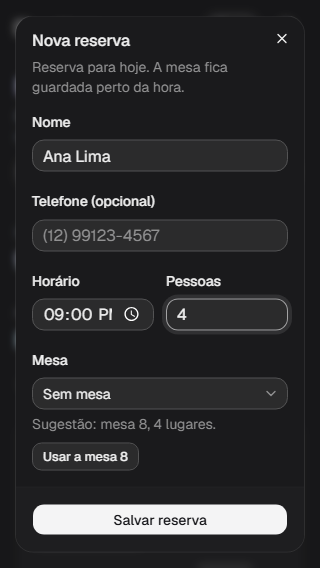 Nova reserva
Reserva para hoje. A mesa fica
guardada perto da hora.
Nome
Ana Lima
Telefone (opcional)
(12) 99123-4567
Horário
Pessoas
09:00 P
4
Mesa
Sem mesa
Sugestão: mesa 8, 4 lugares.
Usar a mesa 8
Salvar reserva